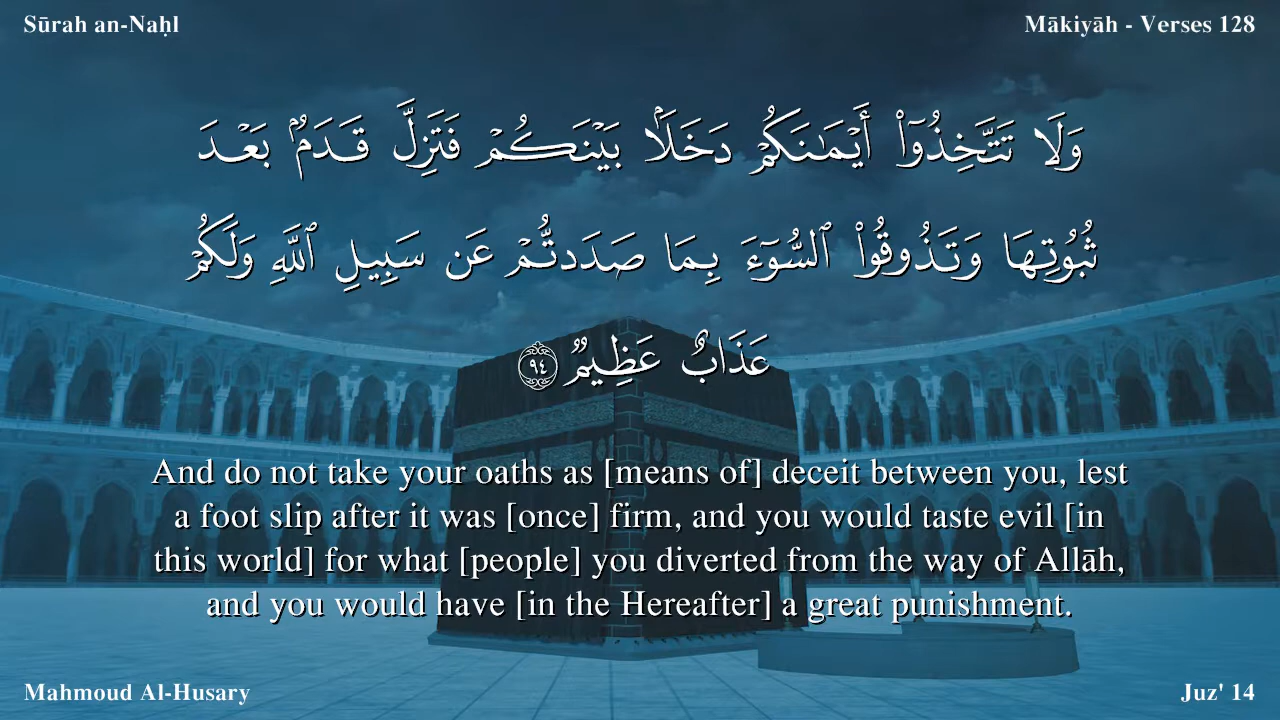 Sūrah an-Naḥl
Mākiyāh - Verses 128
وَلَا تَتَّخِذُوٓا۟ أَيْمَـٰنَكُمْ دَخَلًۢا بَيْنَكُمْ فَتَزِلَّ قَدَمٌۢ بَعْدَ
ثُبُوتِهَا وَتَذُوقُوا۟ ٱلسُّوٓءَ بِمَا صَدَدتُّمْ عَن سَبِيلِ ٱللَّهِ وَلَكُمْ
عَذَابٌ عَظِيمٌ ٩٤
And do not take your oaths as [means of] deceit between you, lest
a foot slip after it was [once] firm, and you would taste evil [in
this world] for what [people] you diverted from the way of Allāh,
and you would have [in the Hereafter] a great punishment.
Mahmoud Al-Husary
Juz' 14